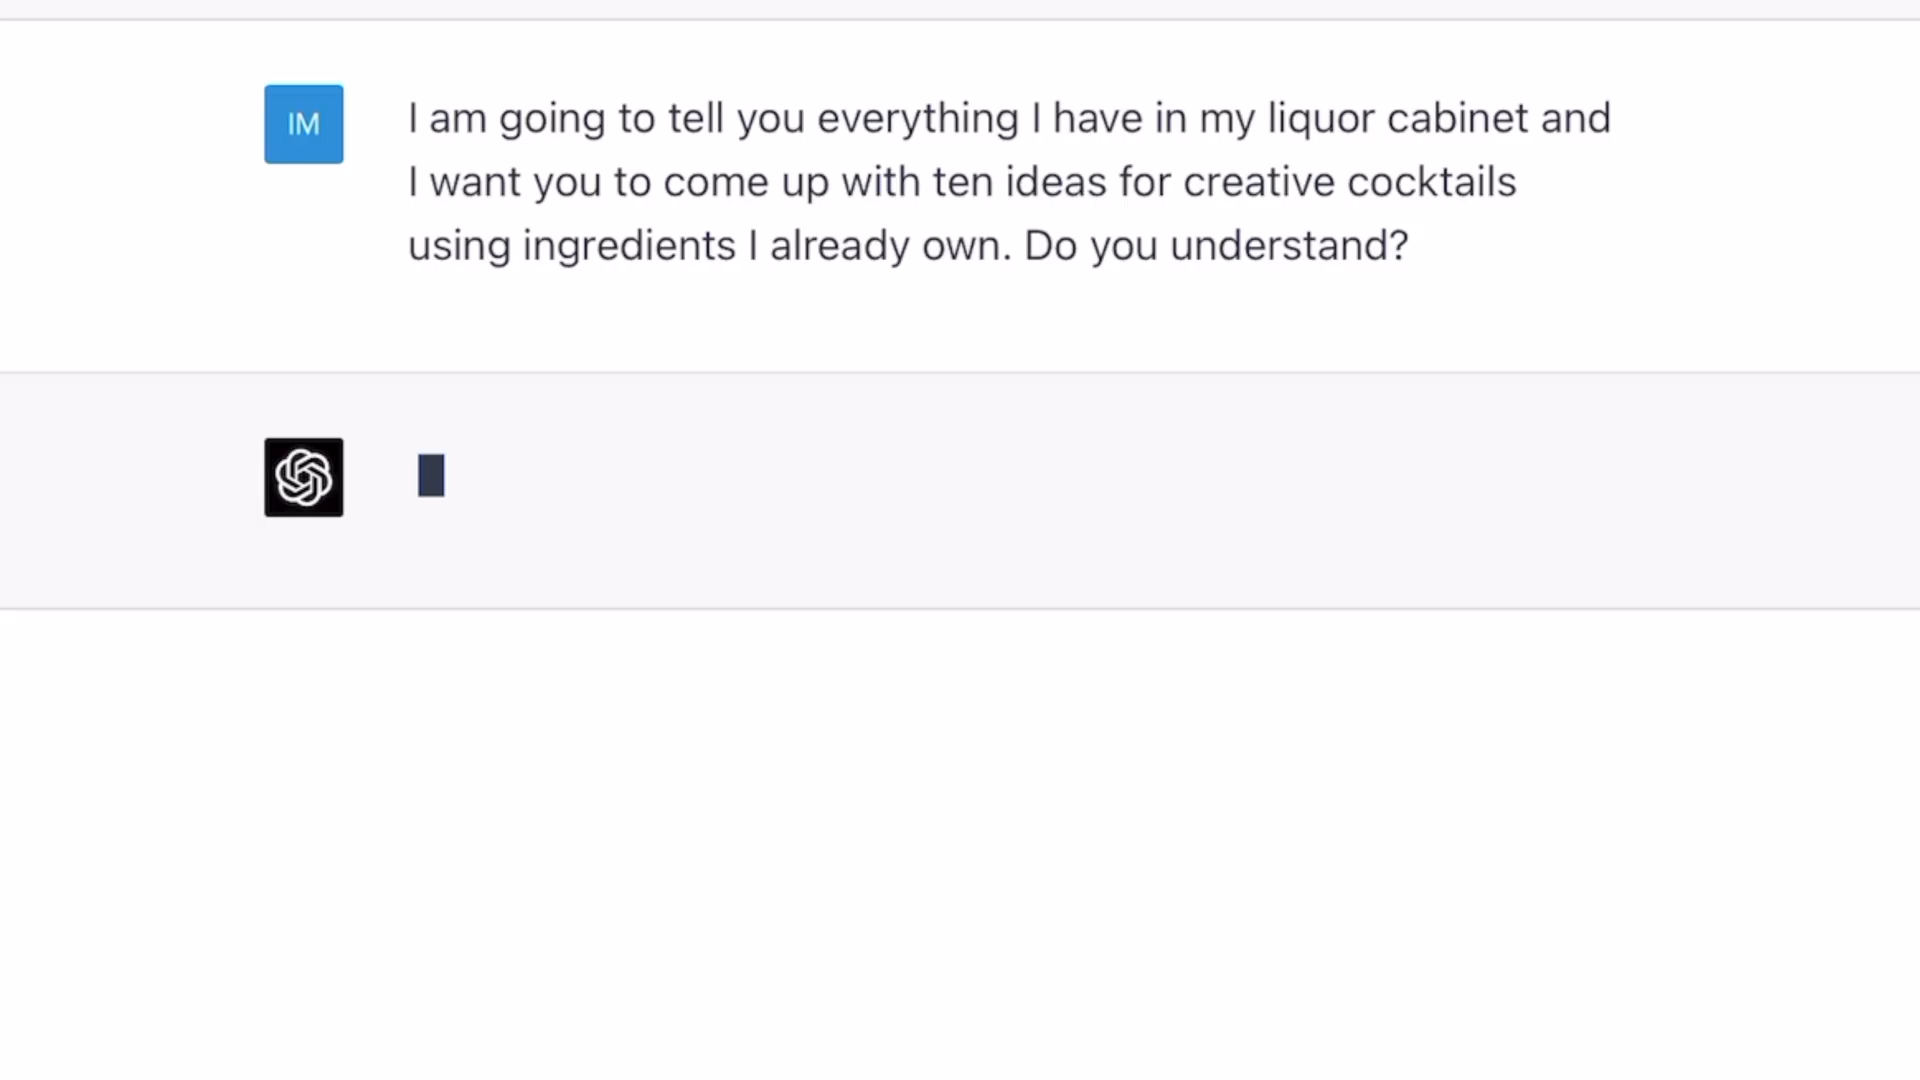 IM
I am going to tell you everything I have in my liquor cabinet and
I want you to come up with ten ideas for creative cocktails
using ingredients I already own. Do you understand?